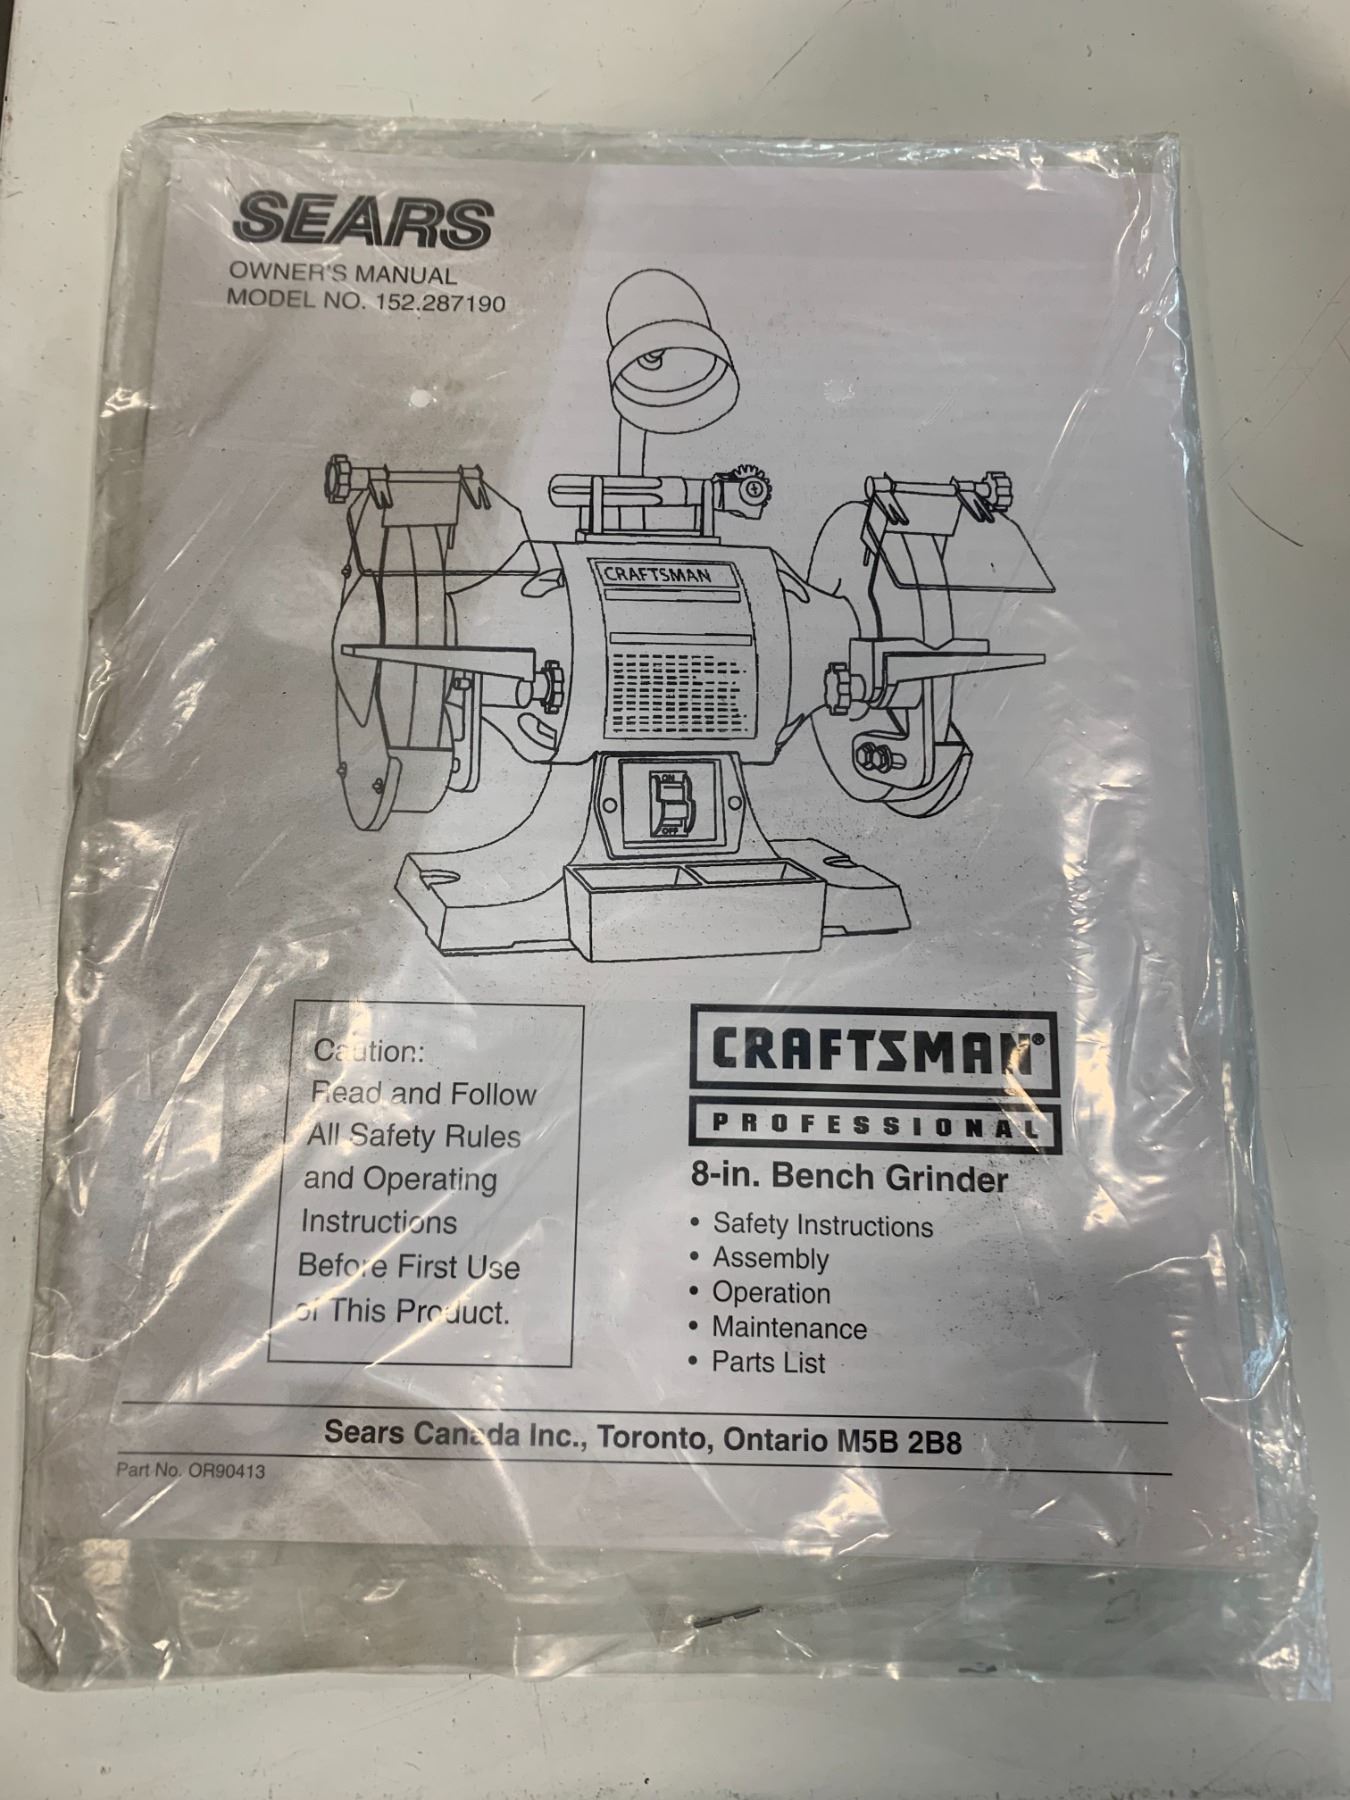 SEARS
OWNER'S MANUAL
MODEL NO. 152.287190
CRAFTSMAN
ON
OFF
Caution:
Read and Follow
All Safety Rules
and Operating
Instructions
Before First Use
of This Product.
CRAFTSMAN®
PROFESSIONAL
8-in. Bench Grinder
• Safety Instructions
• Assembly
• Operation
• Maintenance
• Parts List
Sears Canada Inc., Toronto, Ontario M5B 2B8
Part No. OR90413